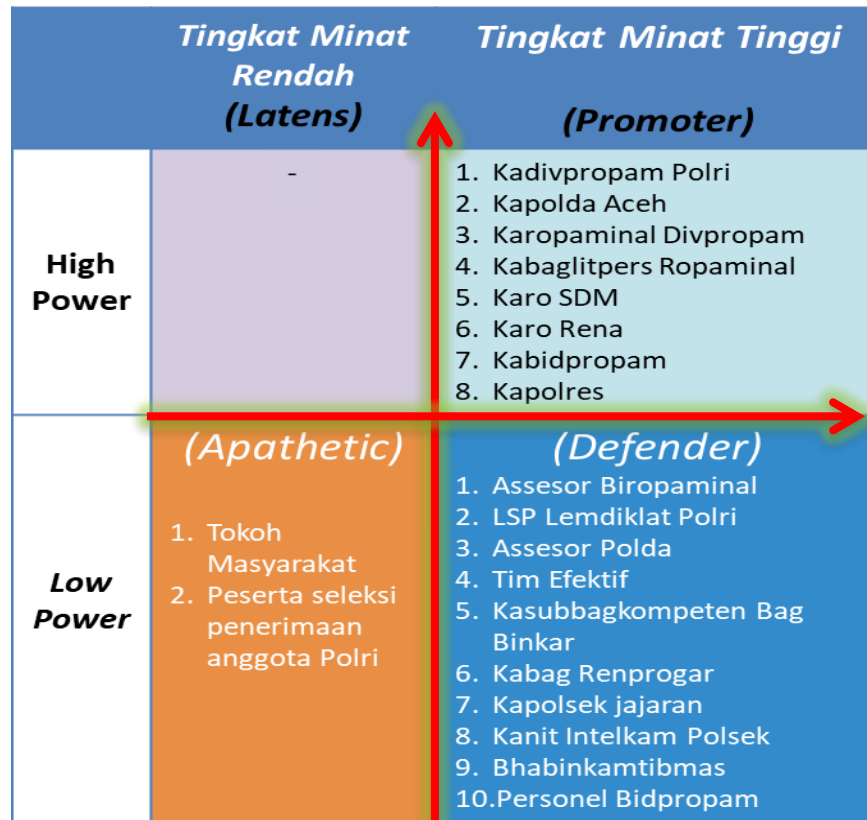 Tingkat Minat
Rendah
(Latens)
Tingkat Minat Tinggi
(Promoter)
High
Power
-
1. Kadivpropam Polri
2. Kapolda Aceh
3. Karopaminal Divpropam
4. Kabaglitpers Ropaminal
5. Karo SDM
6. Karo Rena
7. Kabidpropam
8. Kapolres
Low
Power
(Apathetic)
1. Tokoh
Masyarakat
2. Peserta seleksi
penerimaan
anggota Polri
(Defender)
1. Assesor Biropaminal
2. LSP Lemdiklat Polri
3. Assesor Polda
4. Tim Efektif
5. Kasubbagkompeten Bag
Binkar
6. Kabag Renprogar
7. Kapolsek jajaran
8. Kanit Intelkam Polsek
9. Bhabinkamtibmas
10.Personel Bidpropam